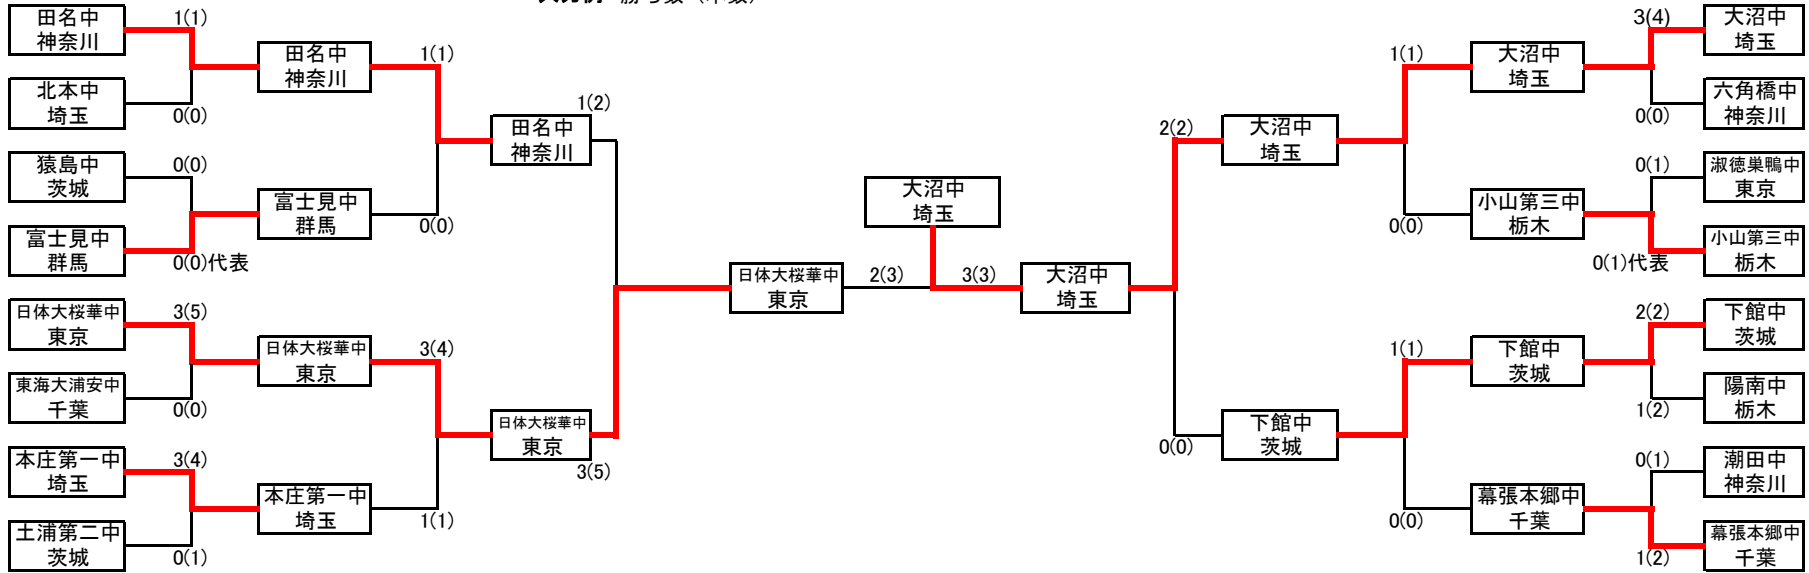 田名中
神奈川
1(1)
北本中
埼玉
0(0)
猿島中
茨城
0(0)
富士見中
群馬
0(0)代表
日体大桜華中
東京
3(5)
東海大浦安中
千葉
0(0)
本庄第一中
埼玉
3(4)
土浦第二中
茨城
0(1)
田名中
神奈川
1(1)
富士見中
群馬
0(0)
日体大桜華中
東京
3(4)
本庄第一中
埼玉
1(1)
田名中
神奈川
1(2)
日体大桜華中
東京
3(5)
日体大桜華中
東京
2(3)
大沼中
埼玉
3(3)
大沼中
埼玉
2(2)
大沼中
埼玉
0(0)
下館中
茨城
1(1)
大沼中
埼玉
0(0)
小山第三中
栃木
1(1)
下館中
茨城
0(0)
幕張本郷中
千葉
3(4)
大沼中
埼玉
0(0)
六角橋中
神奈川
0(1)
淑徳巣鴨中
東京
0(1)代表
小山第三中
栃木
2(2)
下館中
茨城
1(2)
陽南中
栃木
0(1)
潮田中
神奈川
1(2)
幕張本郷中
千葉